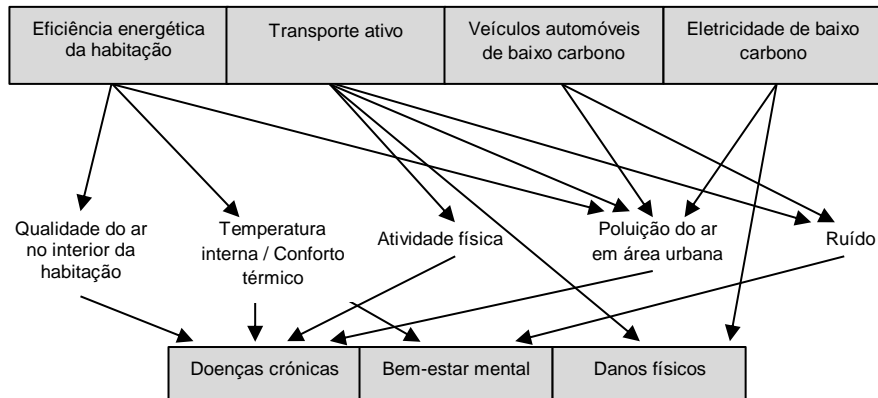 Eficiência energética
da habitação
Transporte ativo
Veículos automóveis
de baixo carbono
Eletricidade de baixo
carbono
Qualidade do ar
no interior da
habitação
Temperatura
interna / Conforto
térmico
Atividade física
Poluição do ar
em área urbana
Ruído
Doenças crónicas
Bem-estar mental
Danos físicos